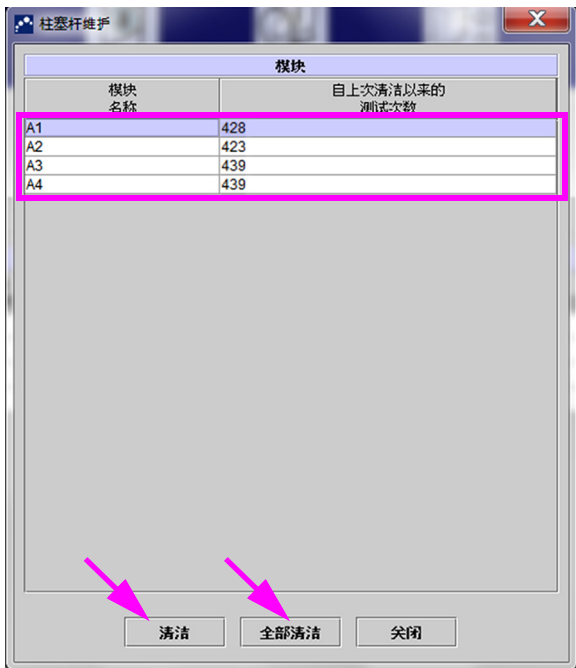 柱塞杆维护
模块
模块 自上次清洁以来的
名称 测试次数
A1 428
A2 423
A3 439
A4 439
清洁 全部清洁 关闭